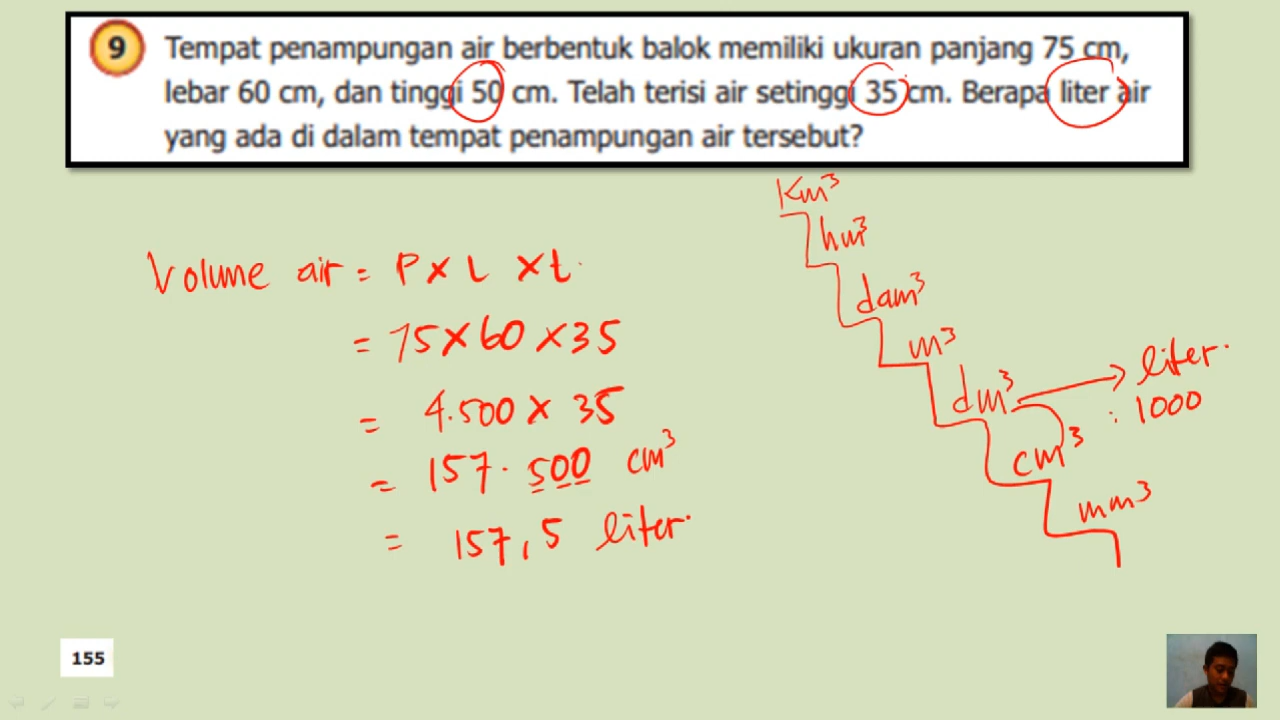 9
Tempat penampungan air berbentuk balok memiliki ukuran panjang 75 cm,
lebar 60 cm, dan tinggi 50 cm. Telah terisi air setinggi 35 cm. Berapa liter air
yang ada di dalam tempat penampungan air tersebut?
Volume air = P x L x t.
= 75 x 60 x 35
= 4.500 x 35
= 157.500 cm³
= 157,5 liter.
Km³
hm³
dam³
m³
dm³ → liter.
: 1000
cm³
mm³
155